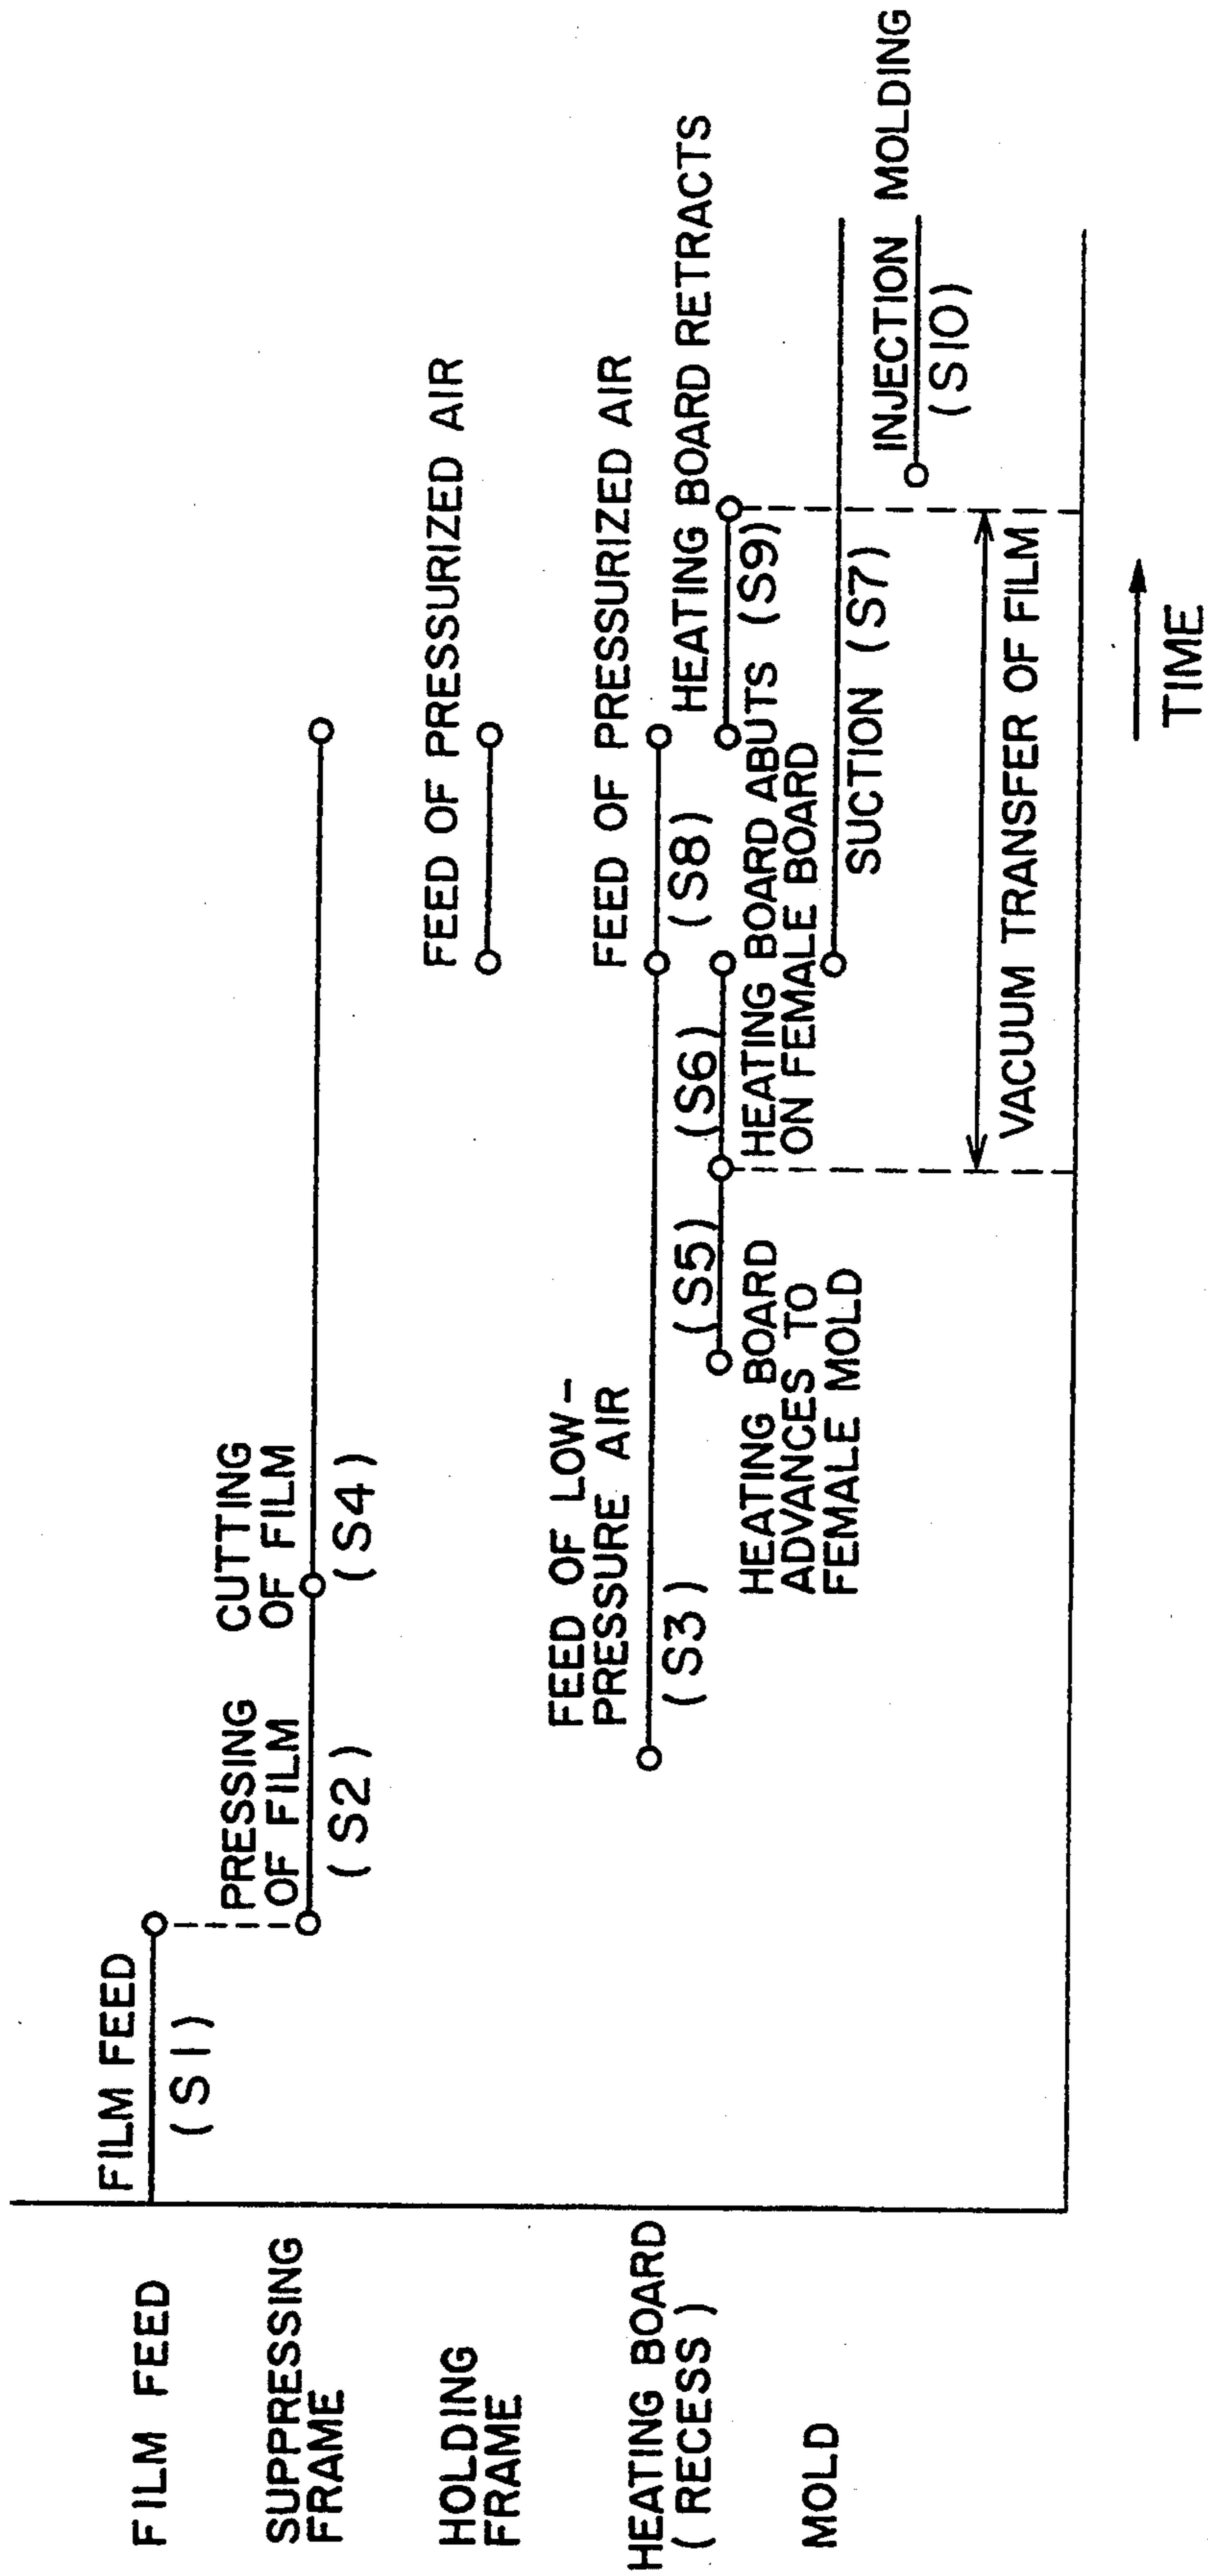 FILM FEED
FILM FEED
(S1)
SUPPRESSING
FRAME
PRESSING
OF FILM
(S2)
CUTTING
OF FILM
(S4)
HOLDING
FRAME
FEED OF PRESSURIZED AIR
HEATING BOARD
(RECESS)
FEED OF LOW-
PRESSURE AIR
(S3)
FEED OF PRESSURIZED AIR
(S8)
(S5)
HEATING BOARD
ADVANCES TO
FEMALE MOLD
(S6)
HEATING BOARD ABUTS
ON FEMALE BOARD
HEATING BOARD RETRACTS
(S9)
MOLD
SUCTION (S7)
INJECTION MOLDING
(S10)
VACUUM TRANSFER OF FILM
TIME